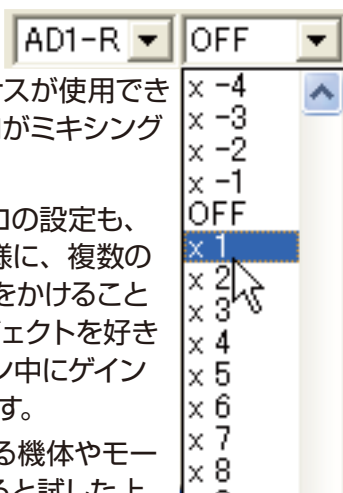 AD1-R
OFF
スが使用でき
がミキシング
の設定も、
様に、複数の
をかけること
ジェクトを好き
ン中にゲイン
す。
る機体やモー
ると試した上
x -4
x -3
x -2
x -1
OFF
x 1
x 2
x 3
x 4
x 5
x 6
x 7
x 8